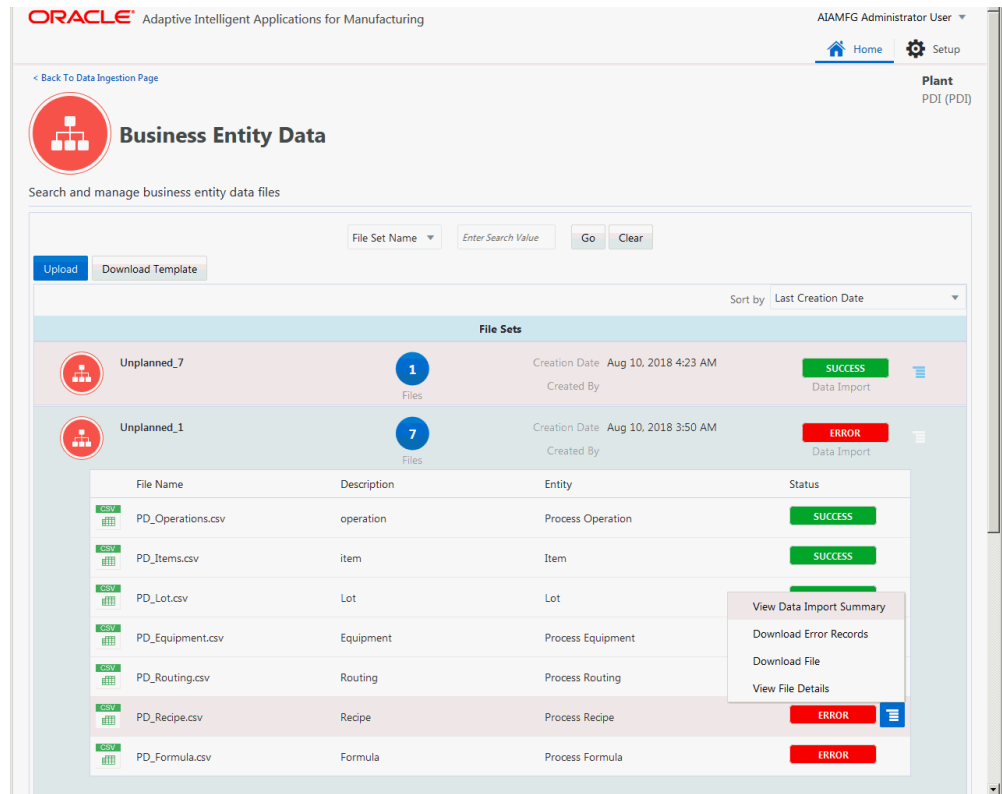 ORACLE® Adaptive Intelligent Applications for Manufacturing
AIAMFG Administrator User
Home
Setup
< Back To Data Ingestion Page
Plant
PDI (PDI)
Business Entity Data
Search and manage business entity data files
File Set Name
Enter Search Value
Go
Clear
Upload
Download Template
Sort by Last Creation Date
File Sets
Unplanned_7
1
Files
Creation Date Aug 10, 2018 4:23 AM
Created By
SUCCESS
Data Import
Unplanned_1
7
Files
Creation Date Aug 10, 2018 3:50 AM
Created By
ERROR
Data Import
File Name Description Entity Status
CSV PD_Operations.csv operation Process Operation SUCCESS
CSV PD_Items.csv item Item SUCCESS
CSV PD_Lot.csv Lot Lot
CSV PD_Equipment.csv Equipment Process Equipment
CSV PD_Routing.csv Routing Process Routing
View Data Import Summary
Download Error Records
Download File
View File Details
CSV PD_Recipe.csv Recipe Process Recipe ERROR
CSV PD_Formula.csv Formula Process Formula ERROR